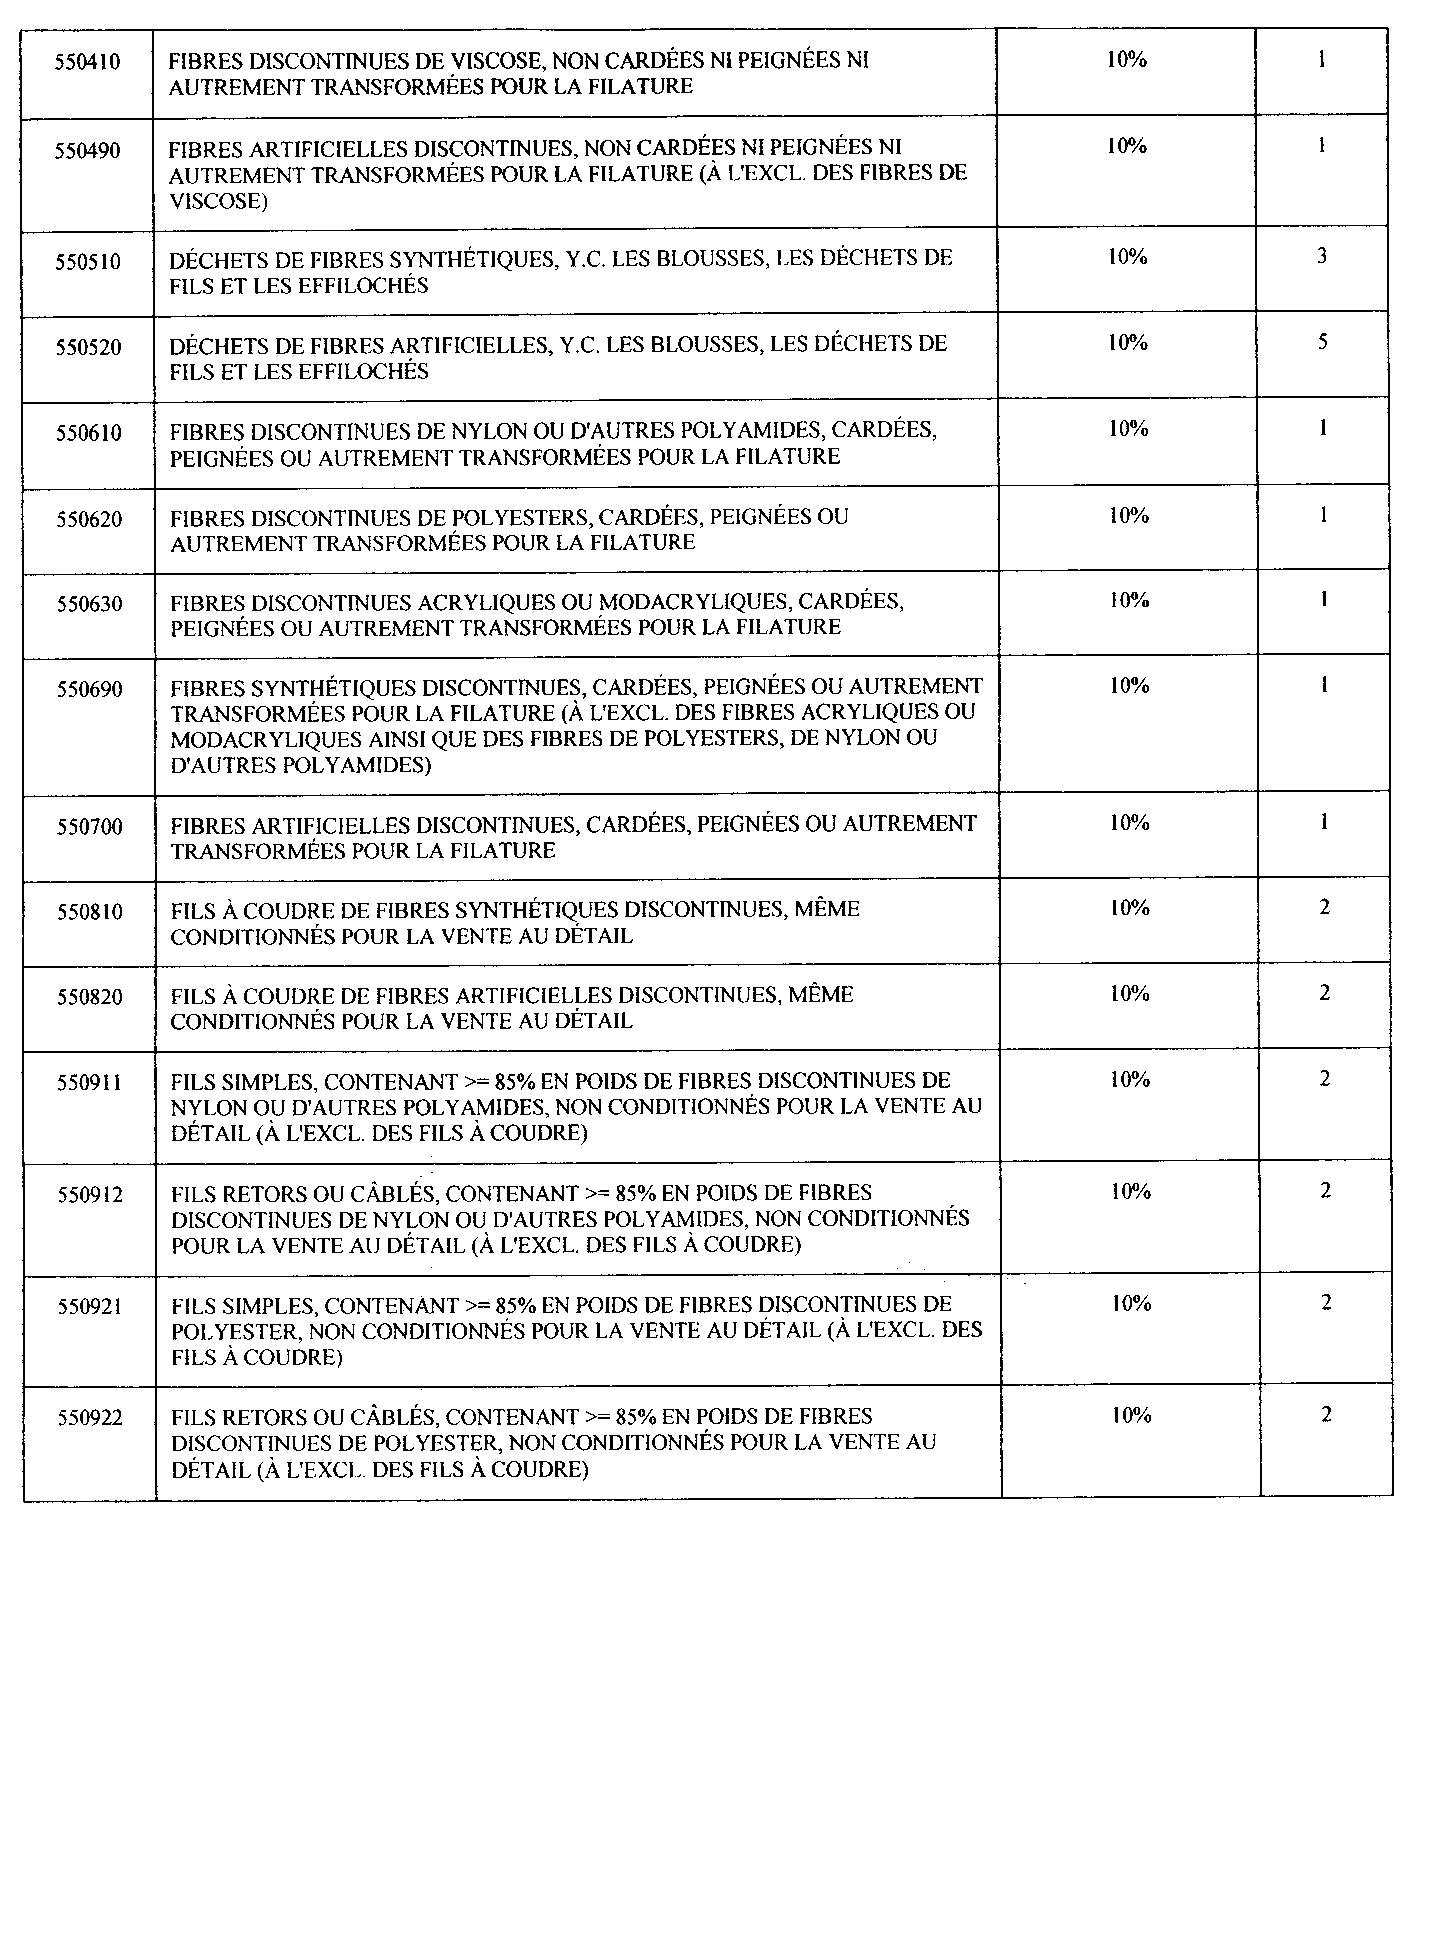 550410 FIBRES DISCONTINUES DE VISCOSE, NON CARDÉES NI PEIGNÉES NI 10% 1
AUTREMENT TRANSFORMÉES POUR LA FILATURE
550490 FIBRES ARTIFICIELLES DISCONTINUES, NON CARDÉES NI PEIGNÉES NI 10% 1
AUTREMENT TRANSFORMÉES POUR LA FILATURE (À L'EXCL. DES FIBRES DE
VISCOSE)
550510 DÉCHETS DE FIBRES SYNTHÉTIQUES, Y.C. LES BLOUSSES, LES DÉCHETS DE 10% 3
FILS ET LES EFFILOCHÉS
550520 DÉCHETS DE FIBRES ARTIFICIELLES, Y.C. LES BLOUSSES, LES DÉCHETS DE 10% 5
FILS ET LES EFFILOCHÉS
550610 FIBRES DISCONTINUES DE NYLON OU D'AUTRES POLYAMIDES, CARDÉES, 10% 1
PEIGNÉES OU AUTREMENT TRANSFORMÉES POUR LA FILATURE
550620 FIBRES DISCONTINUES DE POLYESTERS, CARDÉES, PEIGNÉES OU 10% 1
AUTREMENT TRANSFORMÉES POUR LA FILATURE
550630 FIBRES DISCONTINUES ACRYLIQUES OU MODACRYLIQUES, CARDÉES, 10% 1
PEIGNÉES OU AUTREMENT TRANSFORMÉES POUR LA FILATURE
550690 FIBRES SYNTHÉTIQUES DISCONTINUES, CARDÉES, PEIGNÉES OU AUTREMENT 10% 1
TRANSFORMÉES POUR LA FILATURE (À L'EXCL. DES FIBRES ACRYLIQUES OU
MODACRYLIQUES AINSI QUE DES FIBRES DE POLYESTERS, DE NYLON OU
D'AUTRES POLYAMIDES)
550700 FIBRES ARTIFICIELLES DISCONTINUES, CARDÉES, PEIGNÉES OU AUTREMENT 10% 1
TRANSFORMÉES POUR LA FILATURE
550810 FILS À COUDRE DE FIBRES SYNTHÉTIQUES DISCONTINUES, MÊME 10% 2
CONDITIONNÉS POUR LA VENTE AU DÉTAIL
550820 FILS À COUDRE DE FIBRES ARTIFICIELLES DISCONTINUES, MÊME 10% 2
CONDITIONNÉS POUR LA VENTE AU DÉTAIL
550911 FILS SIMPLES, CONTENANT >= 85% EN POIDS DE FIBRES DISCONTINUES DE 10% 2
NYLON OU D'AUTRES POLYAMIDES, NON CONDITIONNÉS POUR LA VENTE AU
DÉTAIL (À L'EXCL. DES FILS À COUDRE)
550912 FILS RETORS OU CÂBLÉS, CONTENANT >= 85% EN POIDS DE FIBRES 10% 2
DISCONTINUES DE NYLON OU D'AUTRES POLYAMIDES, NON CONDITIONNÉS
POUR LA VENTE AU DÉTAIL (À L'EXCL. DES FILS À COUDRE)
550921 FILS SIMPLES, CONTENANT >= 85% EN POIDS DE FIBRES DISCONTINUES DE 10% 2
POLYESTER, NON CONDITIONNÉS POUR LA VENTE AU DÉTAIL (À L'EXCL. DES
FILS À COUDRE)
550922 FILS RETORS OU CÂBLÉS, CONTENANT >= 85% EN POIDS DE FIBRES 10% 2
DISCONTINUES DE POLYESTER, NON CONDITIONNÉS POUR LA VENTE AU
DÉTAIL (À L'EXCL. DES FILS À COUDRE)